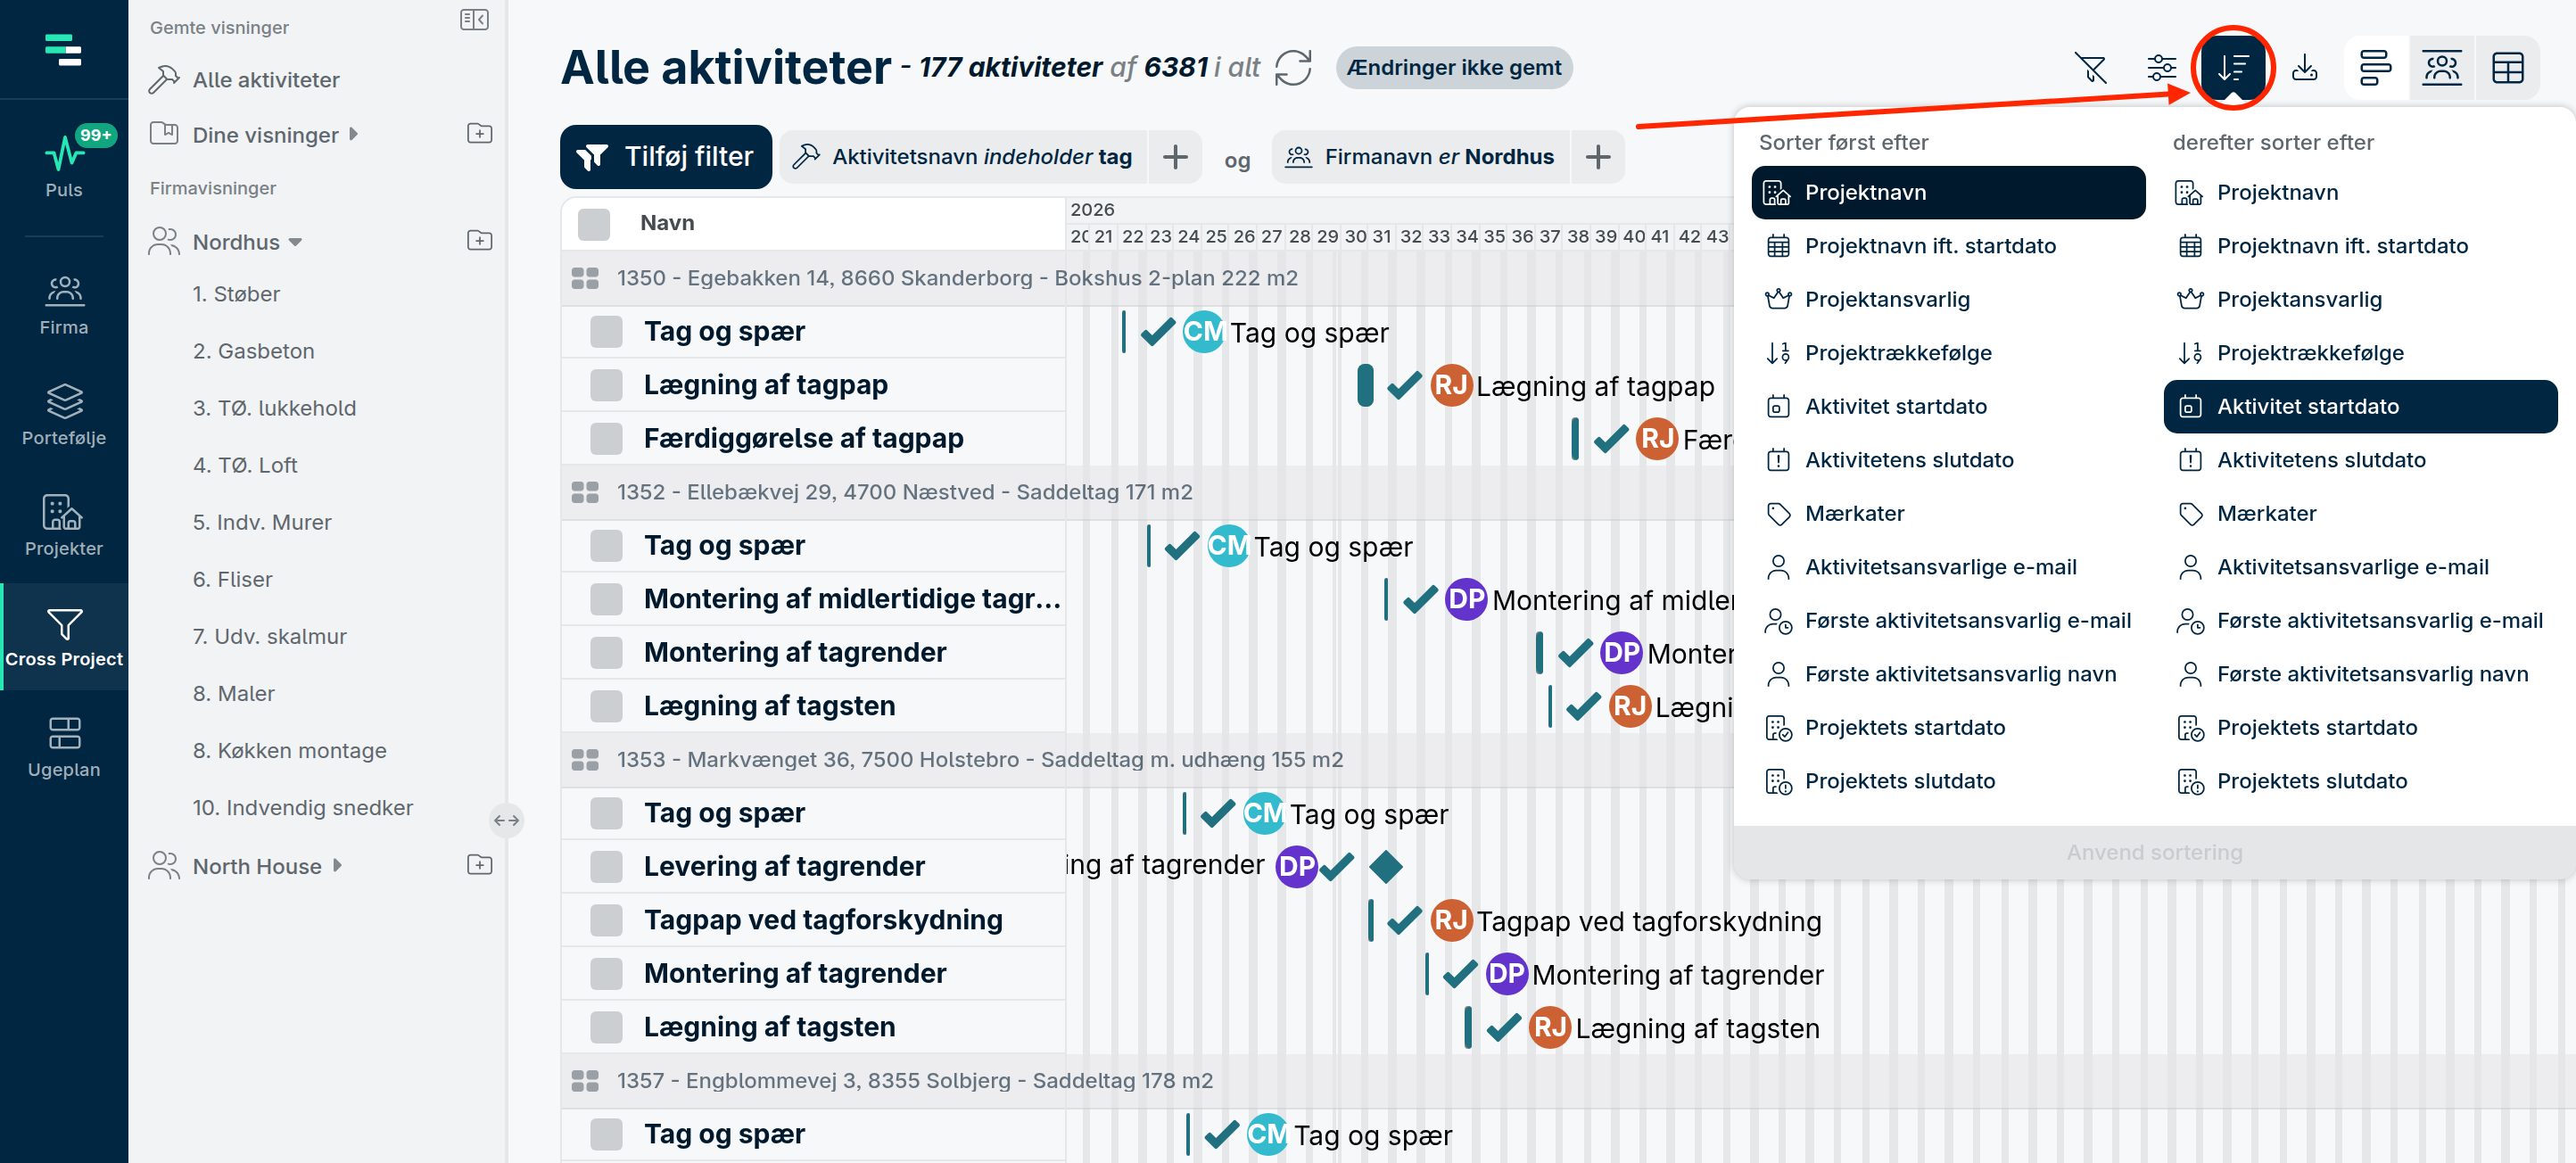 Gemte visninger
Alle aktiviteter
Dine visninger
Firmavisninger
Nordhus
1. Støber
2. Gasbeton
3. TØ. lukkehold
4. TØ. Loft
5. Indv. Murer
6. Fliser
7. Udv. skalmur
8. Maler
8. Køkken montage
10. Indvendig snedker
North House
99+
Puls
Firma
Portefølje
Projekter
Cross Project
Ugeplan
Alle aktiviteter - 177 aktiviteter af 6381 i alt
Ændringer ikke gemt
Tilføj filter
Aktivitetsnavn indeholder tag
og
Firmanavn er Nordhus
Navn
2026
20 21 22 23 24 25 26 27 28 29 30 31 32 33 34 35 36 37 38 39 40 41 42 43
1350 - Egebakken 14, 8660 Skanderborg - Bokshus 2-plan 222 m2
Tag og spær CM Tag og spær
Lægning af tagpap RJ Lægning af tagpap
Færdiggørelse af tagpap RJ Fær
1352 - Ellebækvej 29, 4700 Næstved - Saddeltag 171 m2
Tag og spær CM Tag og spær
Montering af midlertidige tagr... DP Montering af midler
Montering af tagrender DP Monter
Lægning af tagsten RJ Lægni
1353 - Markvænget 36, 7500 Holstebro - Saddeltag m. udhæng 155 m2
Tag og spær CM Tag og spær
Levering af tagrender ing af tagrender DP
Tagpap ved tagforskydning RJ Tagpap ved tagforskydning
Montering af tagrender DP Montering af tagrender
Lægning af tagsten RJ Lægning af tagsten
1357 - Engblommevej 3, 8355 Solbjerg - Saddeltag 178 m2
Tag og spær CM Tag og spær
Sorter først efter
Projektnavn
Projektnavn ift. startdato
Projektansvarlig
Projektrækkefølge
Aktivitet startdato
Aktivitetens slutdato
Mærkater
Aktivitetsansvarlige e-mail
Første aktivitetsansvarlig e-mail
Første aktivitetsansvarlig navn
Projektets startdato
Projektets slutdato
derefter sorter efter
Projektnavn
Projektnavn ift. startdato
Projektansvarlig
Projektrækkefølge
Aktivitet startdato
Aktivitetens slutdato
Mærkater
Aktivitetsansvarlige e-mail
Første aktivitetsansvarlig e-mail
Første aktivitetsansvarlig navn
Projektets startdato
Projektets slutdato
Anvend sortering